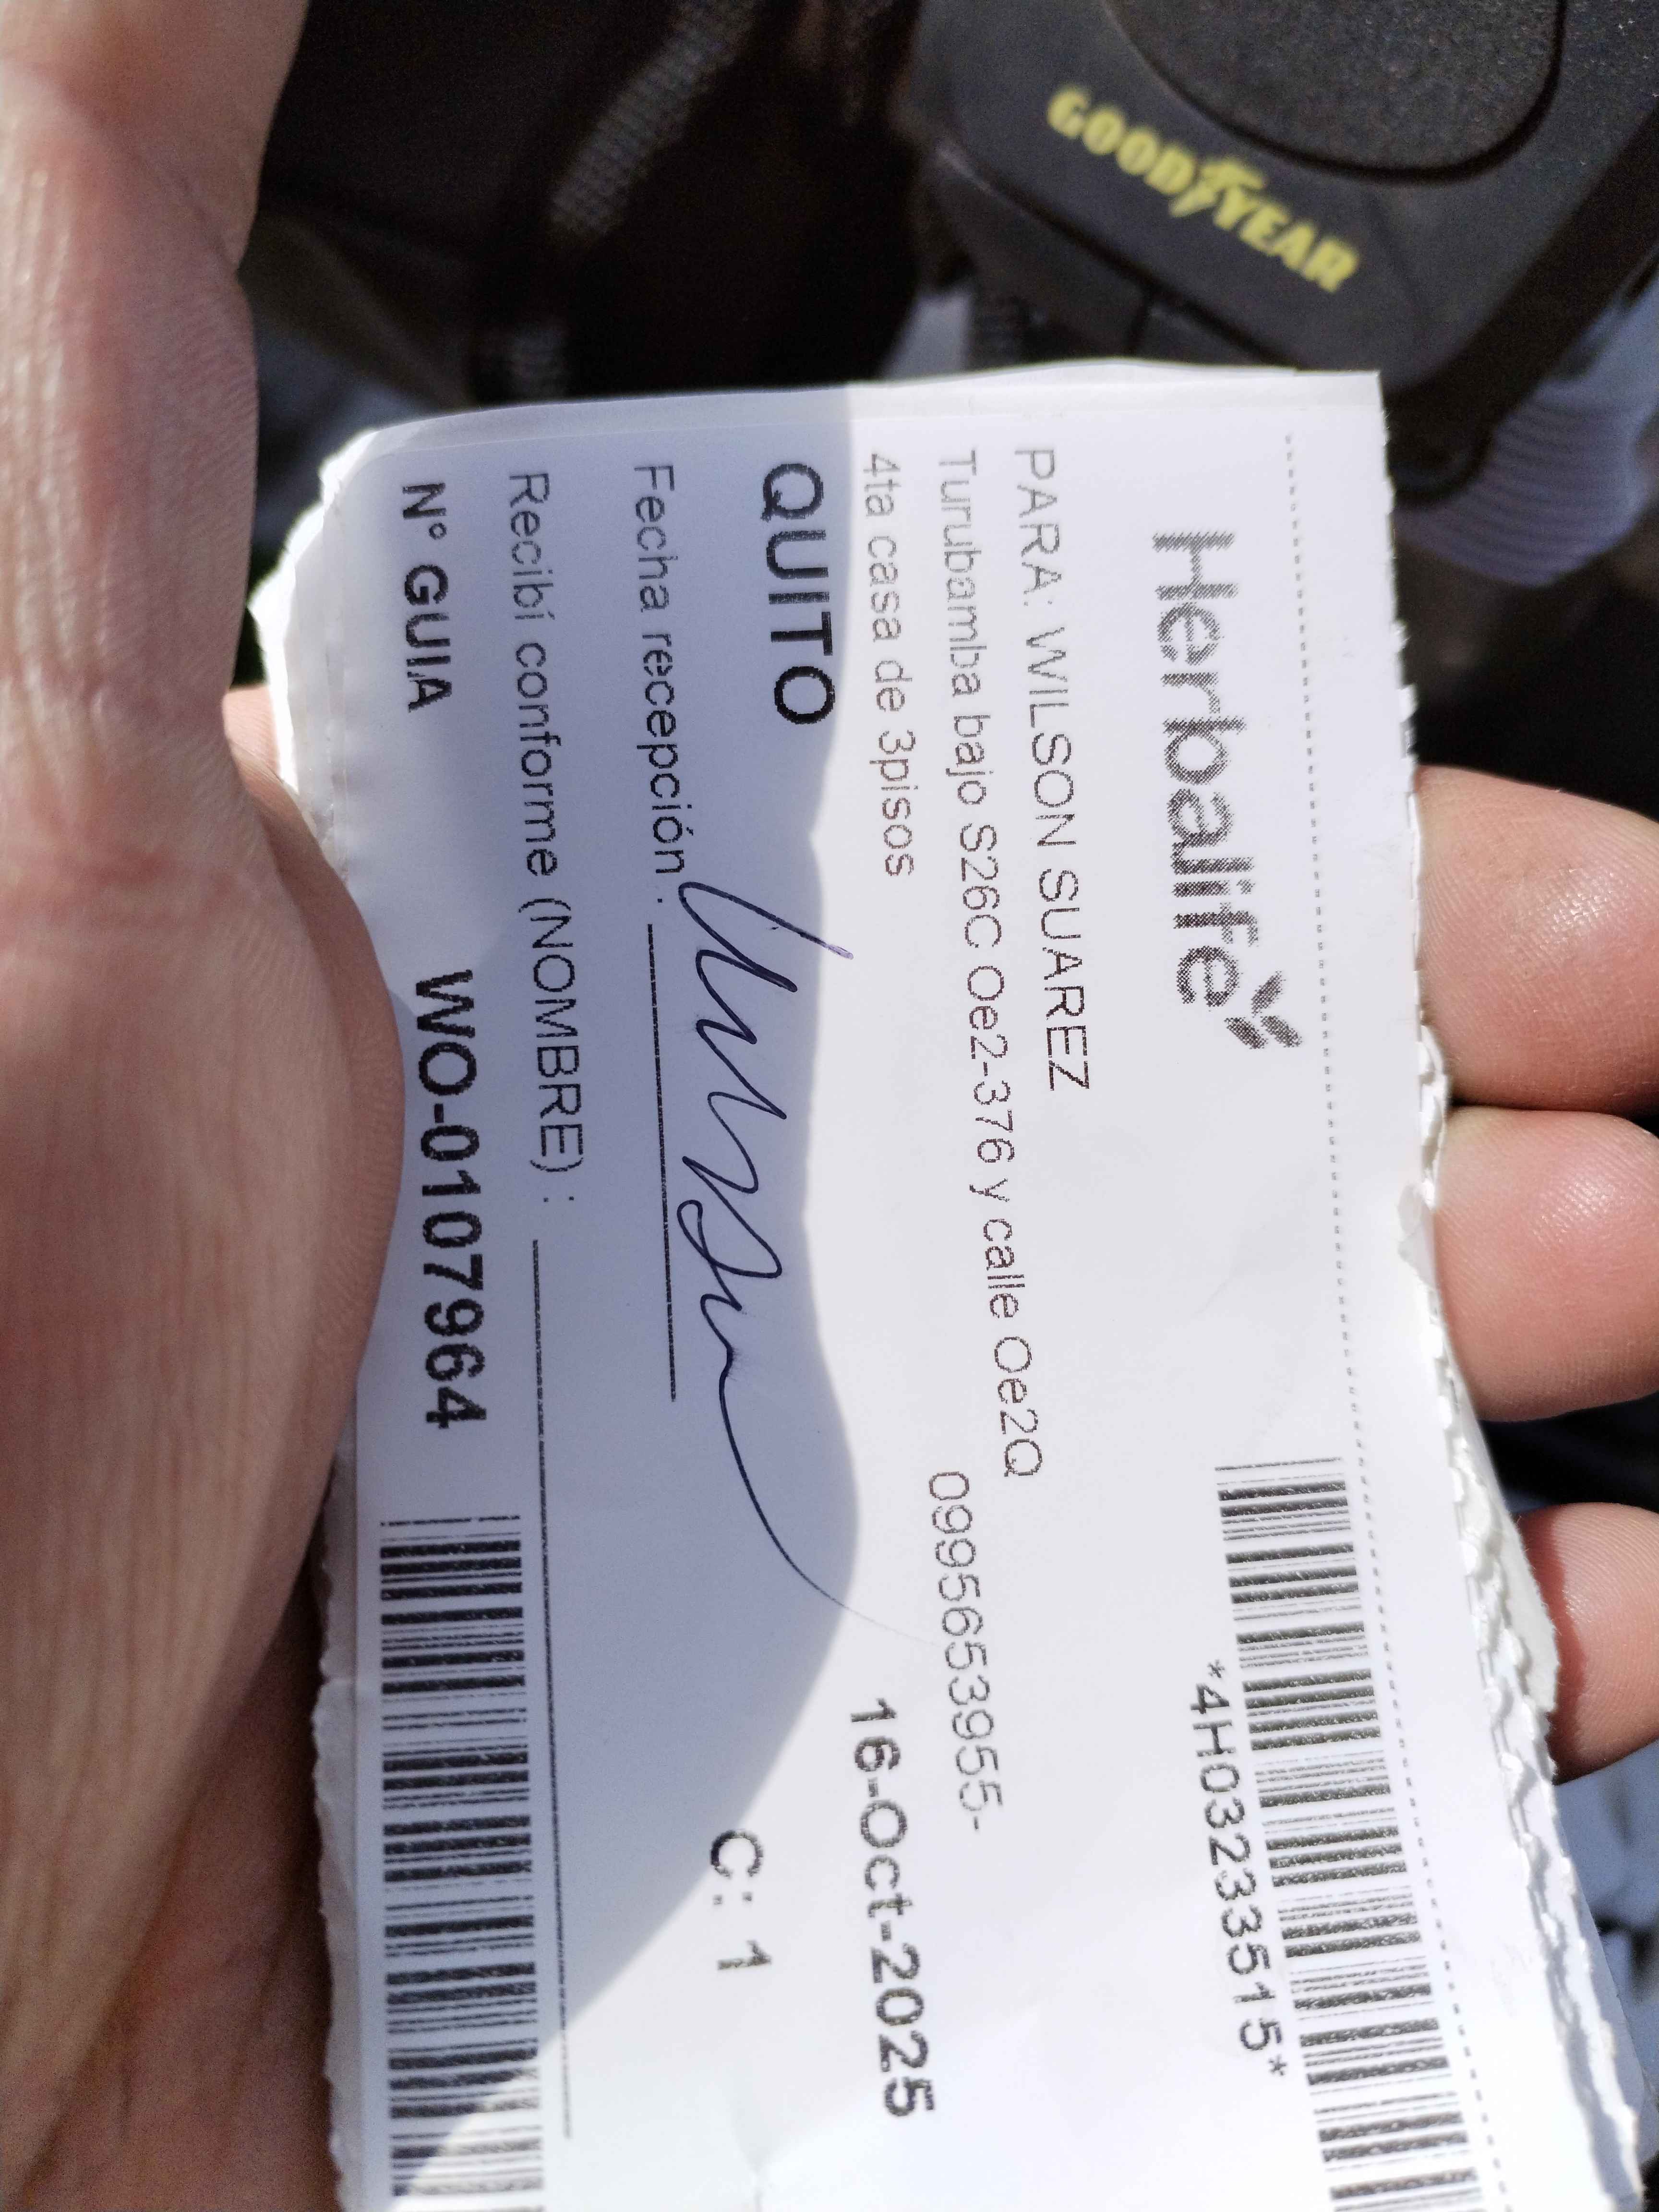 GOODYEAR
Herbalife
*4H03233515*
PARA: WILSON SUAREZ
Turubamba bajo S26C Oe2-376 y calle Oe2Q
0995653955-
4ta casa de 3pisos
16-Oct-2025
QUITO
C: 1
Fecha recepción :
Recibí conforme (NOMBRE) :
N° GUIA WO-0107964